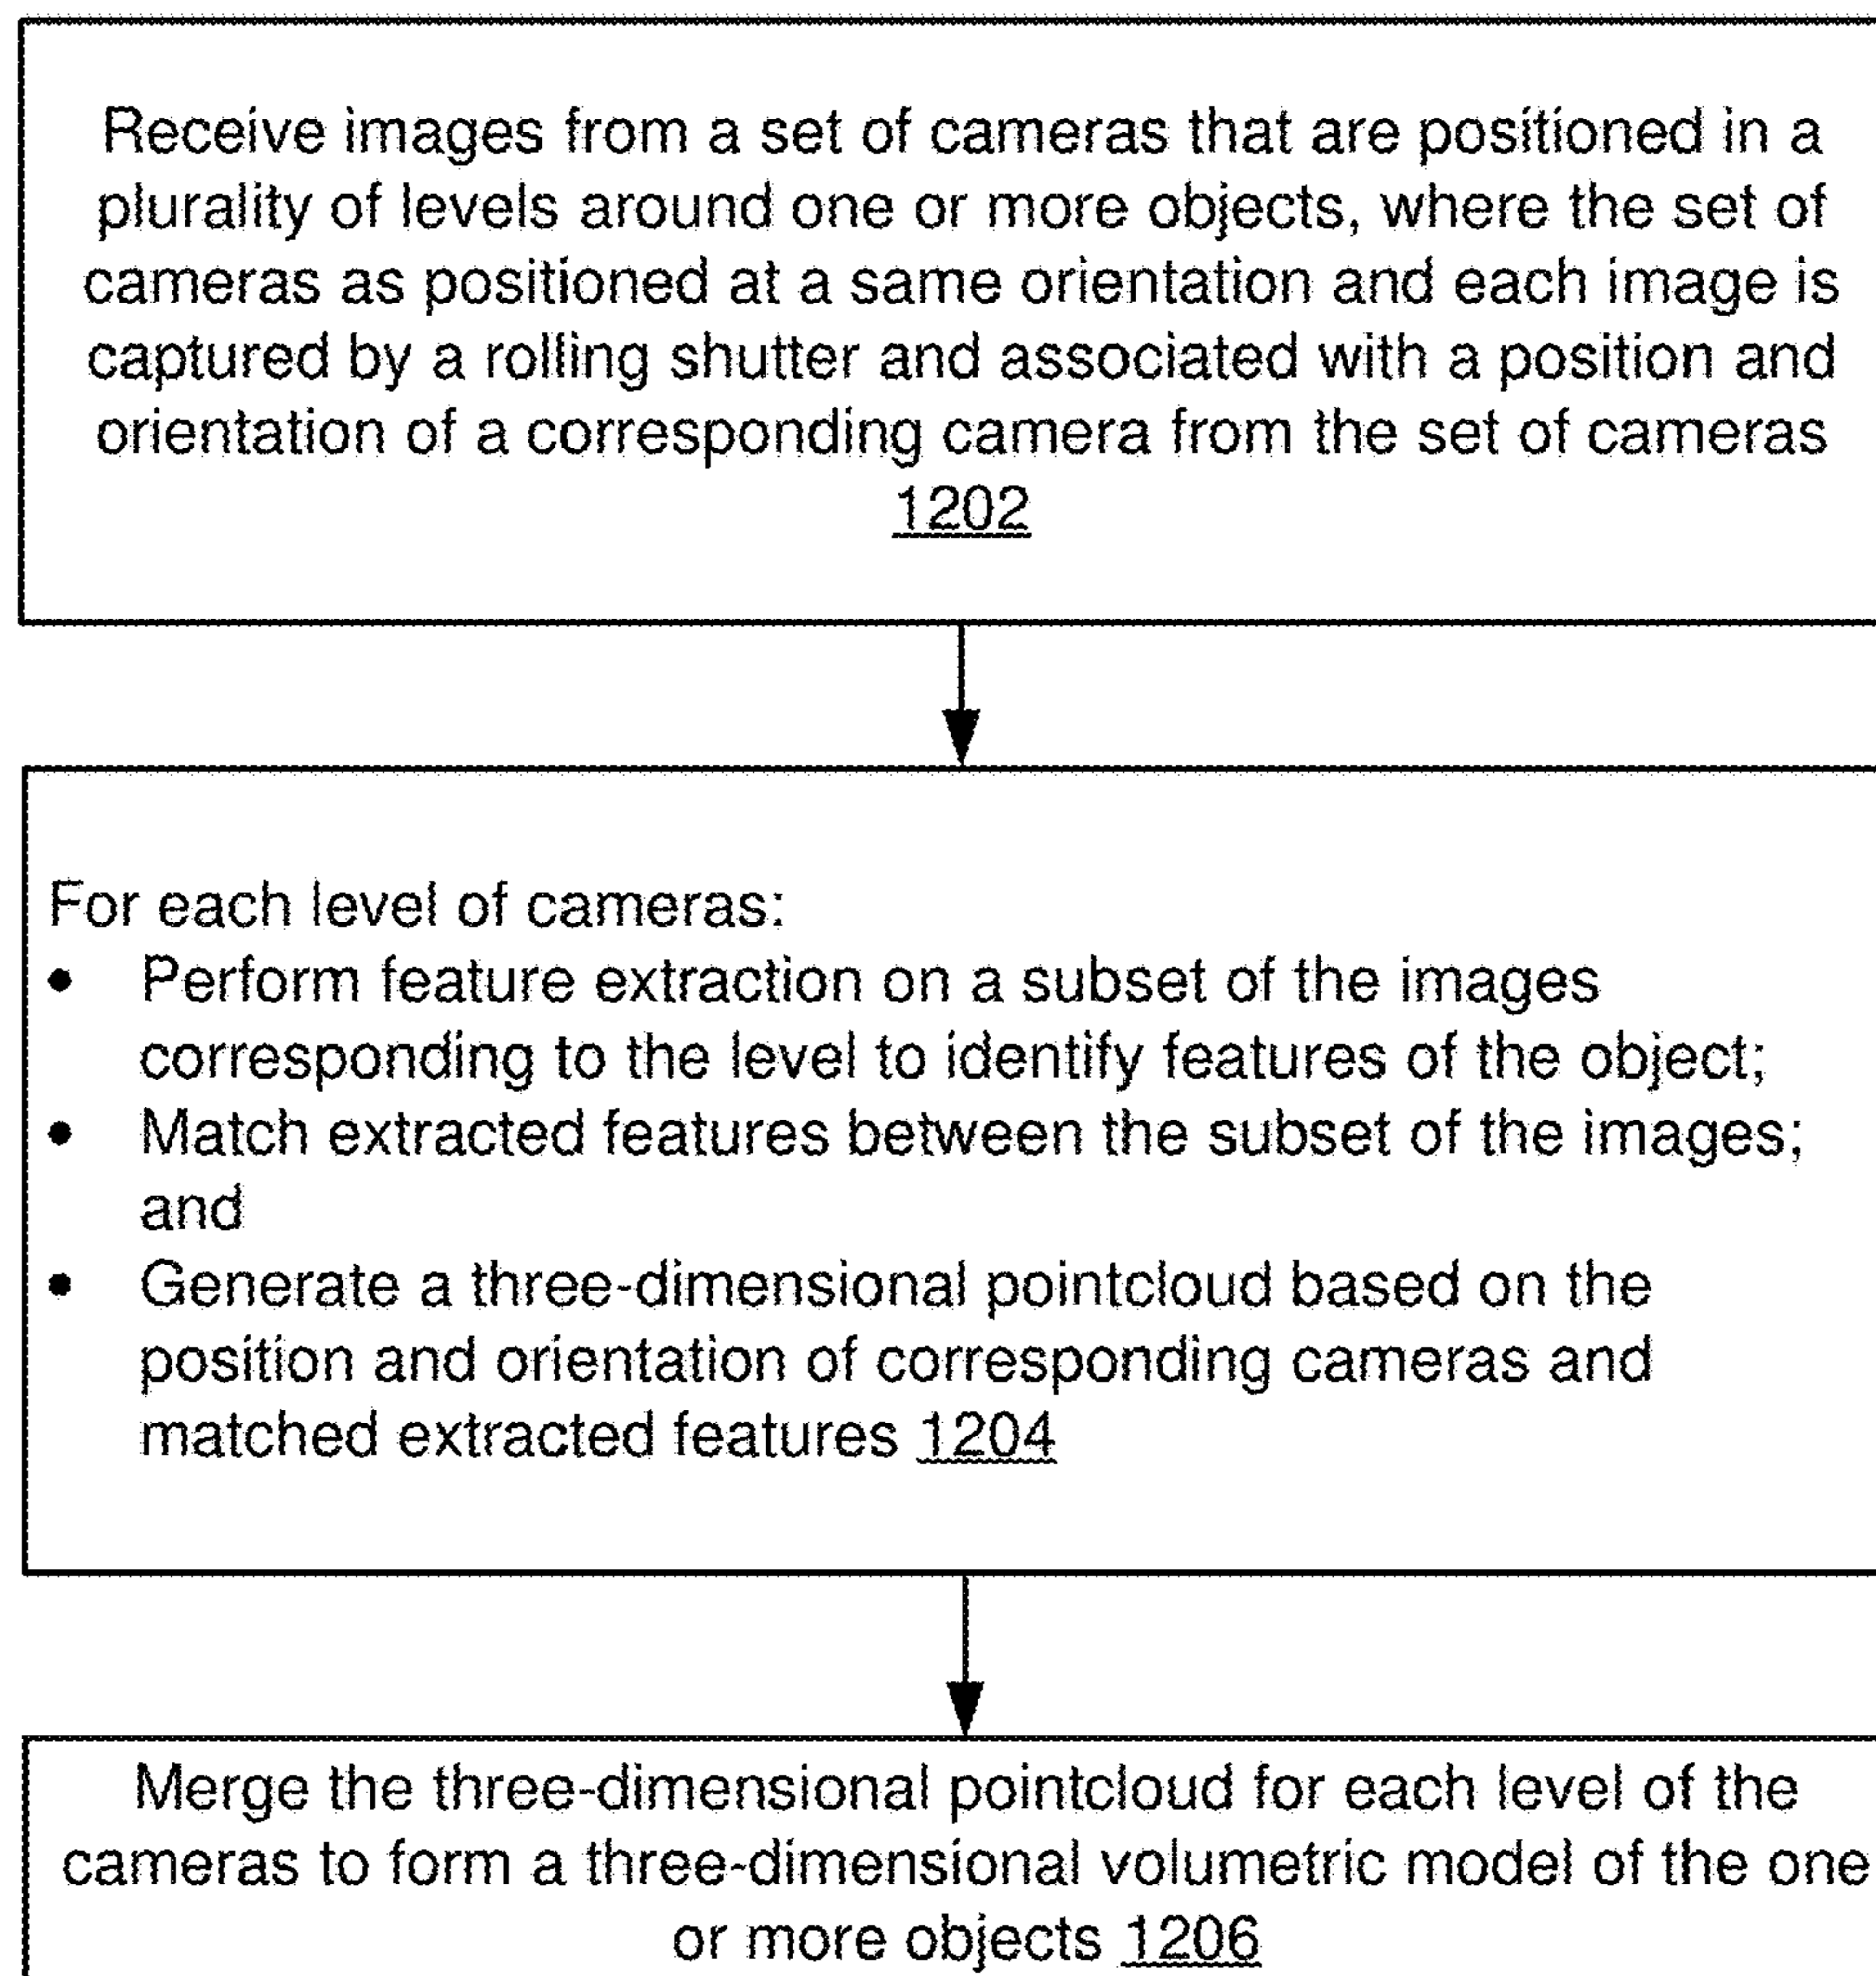 Receive images from a set of cameras that are positioned in a
plurality of levels around one or more objects, where the set of
cameras as positioned at a same orientation and each image is
captured by a rolling shutter and associated with a position and
orientation of a corresponding camera from the set of cameras
1202
For each level of cameras:
• Perform feature extraction on a subset of the images
corresponding to the level to identify features of the object;
• Match extracted features between the subset of the images;
and
• Generate a three-dimensional pointcloud based on the
position and orientation of corresponding cameras and
matched extracted features 1204
Merge the three-dimensional pointcloud for each level of the
cameras to form a three-dimensional volumetric model of the one
or more objects 1206